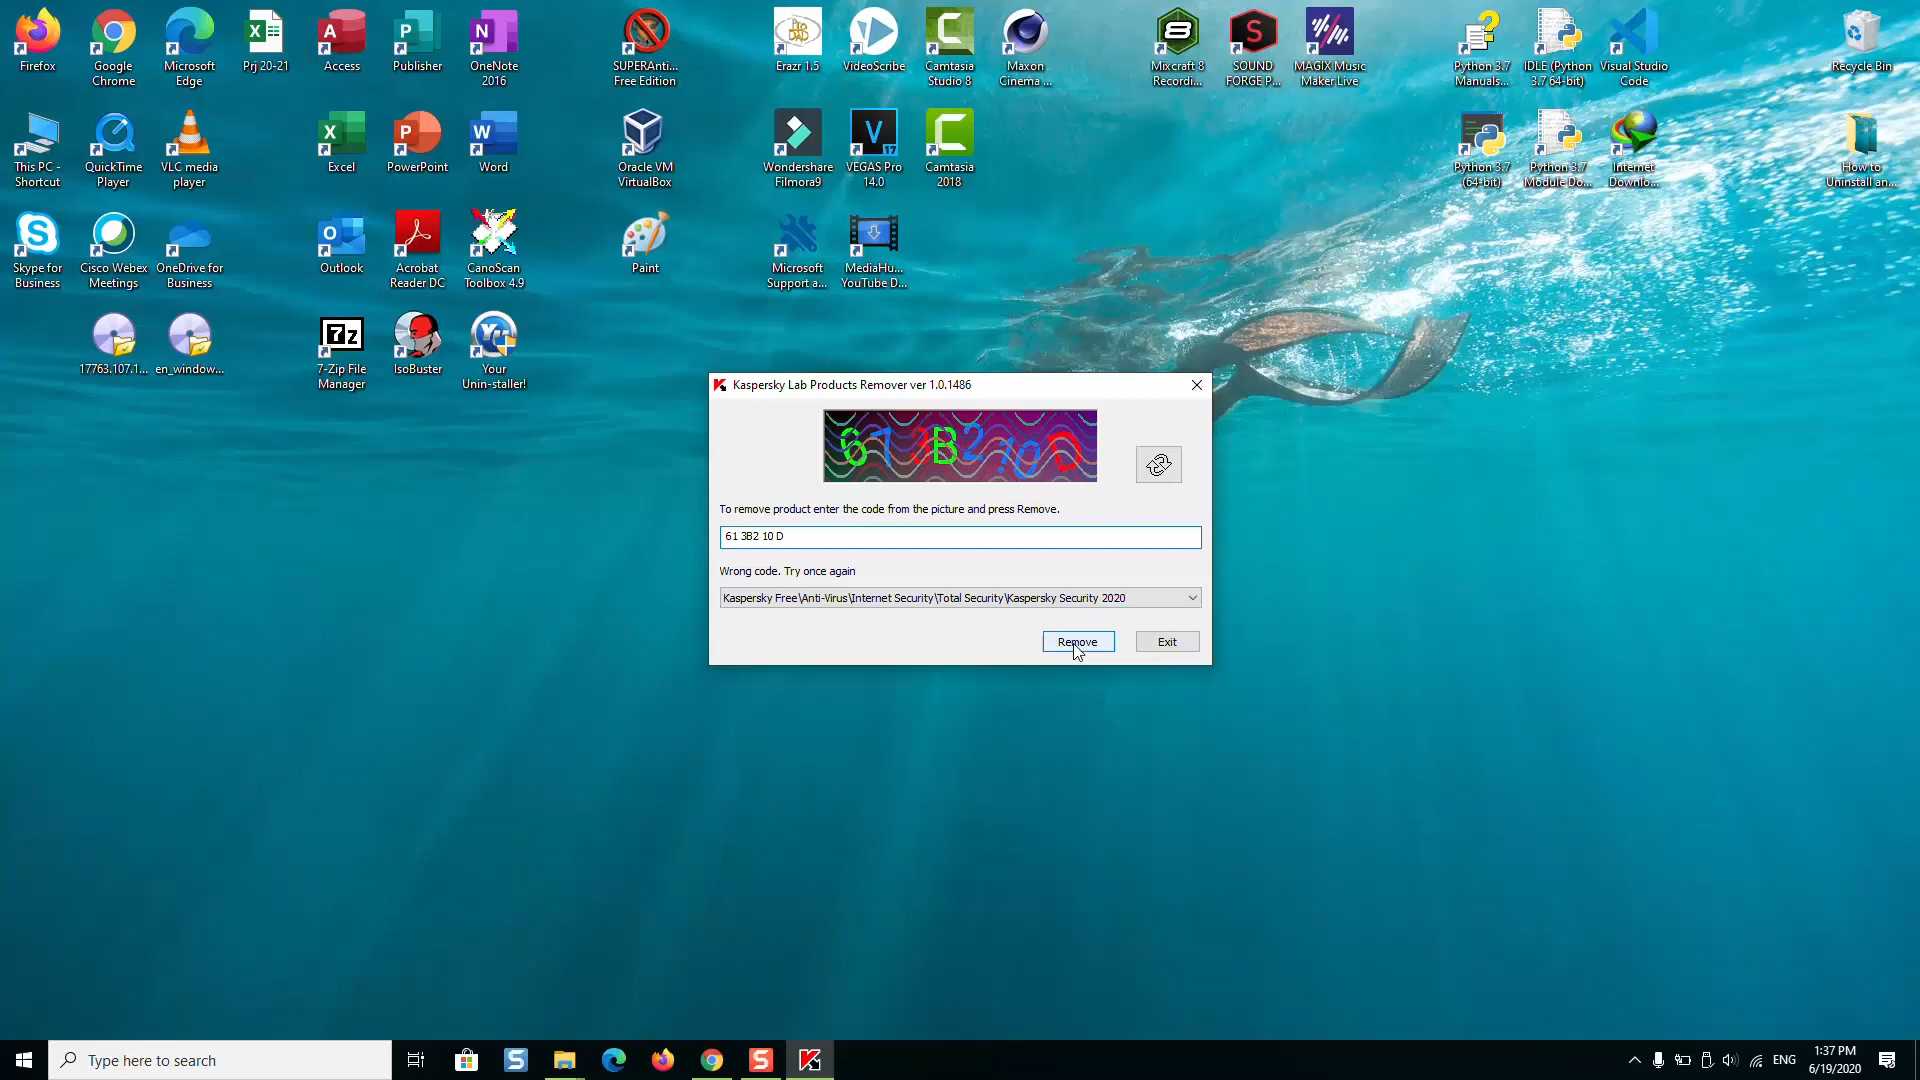 Firefox
Google Chrome
Microsoft Edge
Prj 20-21
Access
Publisher
OneNote 2016
SUPERAnti... Free Edition
Erazr 1.5
VideoScribe
Camtasia Studio 8
Maxon Cinema ...
Mixcraft 8 Recordi...
SOUND FORGE P...
MAGIX Music Maker Live
Python 3.7 Manuals...
IDLE (Python 3.7 64-bit)
Visual Studio Code
Recycle Bin
This PC - Shortcut
QuickTime Player
VLC media player
Excel
PowerPoint
Word
Oracle VM VirtualBox
Wondershare Filmora9
VEGAS Pro 14.0
Camtasia 2018
Python 3.7 (64-bit)
Python 3.7 Module Do...
Internet Downlo...
How to Uninstall an...
Skype for Business
Cisco Webex Meetings
OneDrive for Business
Outlook
Acrobat Reader DC
CanoScan Toolbox 4.9
Paint
Microsoft Support a...
MediaHu... YouTube D...
17763.107.1...
en_window...
7-Zip File Manager
IsoBuster
Your Unin-staller!
Kaspersky Lab Products Remover ver 1.0.1486
To remove product enter the code from the picture and press Remove.
61 3B2 10 D
Wrong code. Try once again
Kaspersky Free\Anti-Virus\Internet Security\Total Security\Kaspersky Security 2020
Remove
Exit
Type here to search
ENG
1:37 PM
6/19/2020